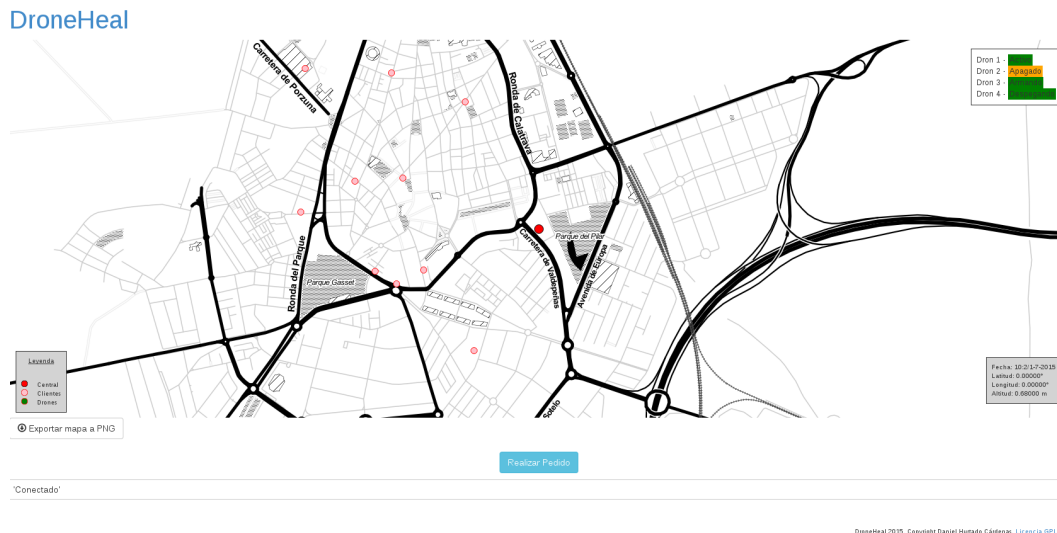 DroneHeal
Carretera de Porzuna
Ronda de Calatrava
Dron 1 - Activo
Dron 2 - Apagado
Dron 3 - Armando
Dron 4 - Despegando
Parque del Pilar
Carretera de Valdepeñas
Avenida de Europa
Ronda del Parque
Parque Gasset
Sotelo
Leyenda
Central
Clientes
Drones
Fecha: 10:2/1-7-2015
Latitud: 0.00000°
Longitud: 0.00000°
Altitud: 0.68000 m
Exportar mapa a PNG
Realizar Pedido
'Conectado'
DroneHeal 2015. Copyright Daniel Hurtado Cárdenas. Licencia GPL